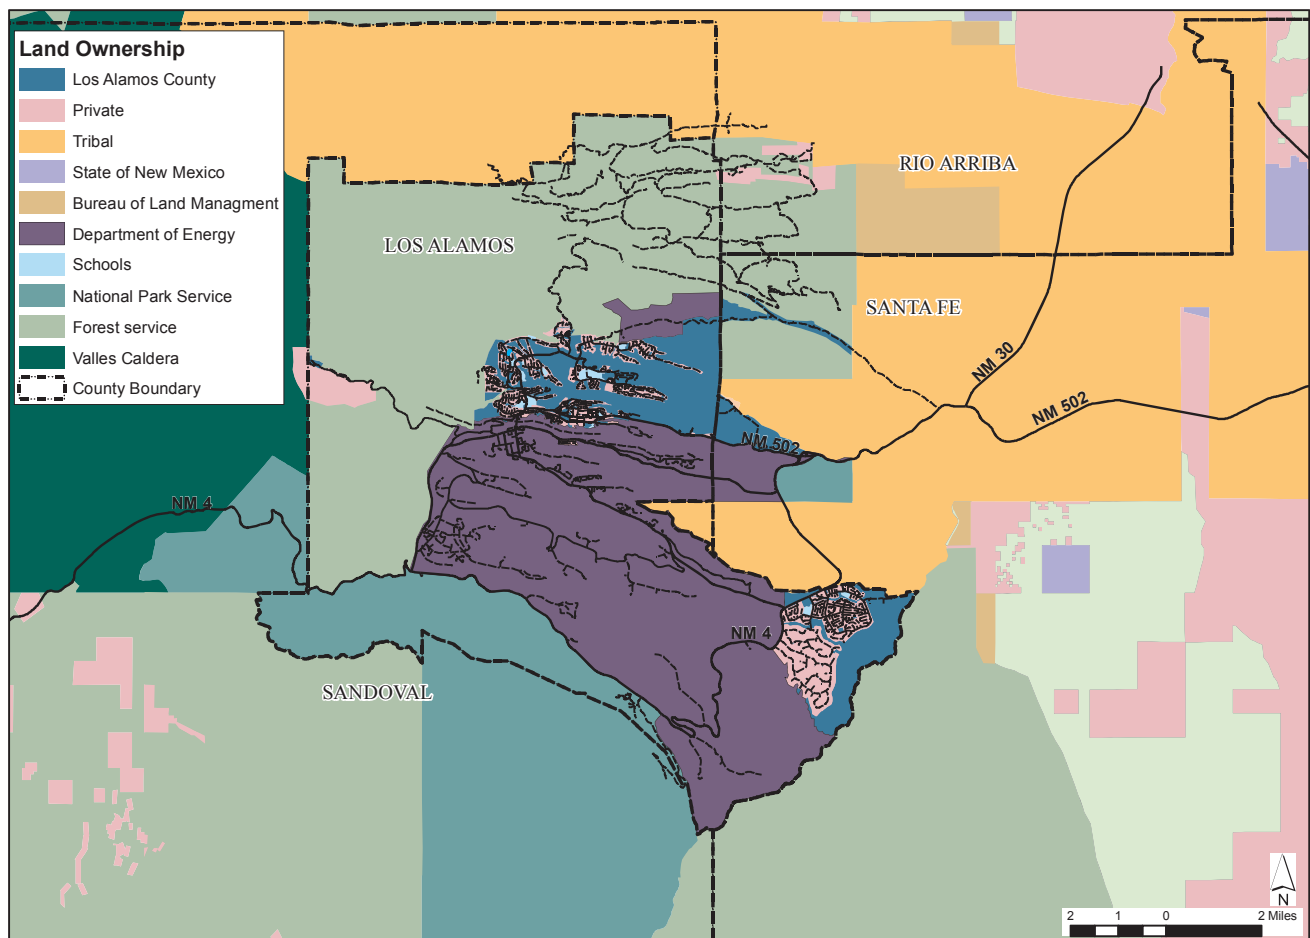 Land Ownership
Los Alamos County
Private
Tribal
State of New Mexico
Bureau of Land Managment
Department of Energy
Schools
National Park Service
Forest service
Valles Caldera
County Boundary
RIO ARRIBA
LOS ALAMOS
SANTA FE
NM 30
NM 502
NM 502
NM 4
NM 4
SANDOVAL
N
2 1 0 2 Miles